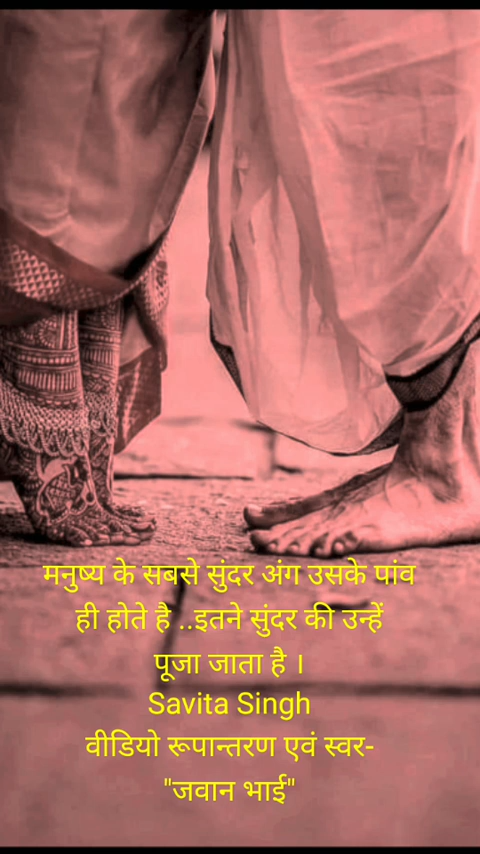 मनुष्य के सबसे सुंदर अंग उसके पांव
ही होते है ..इतने सुंदर की उन्हें
पूजा जाता है ।
Savita Singh
वीडियो रूपान्तरण एवं स्वर-
"जवान भाई"